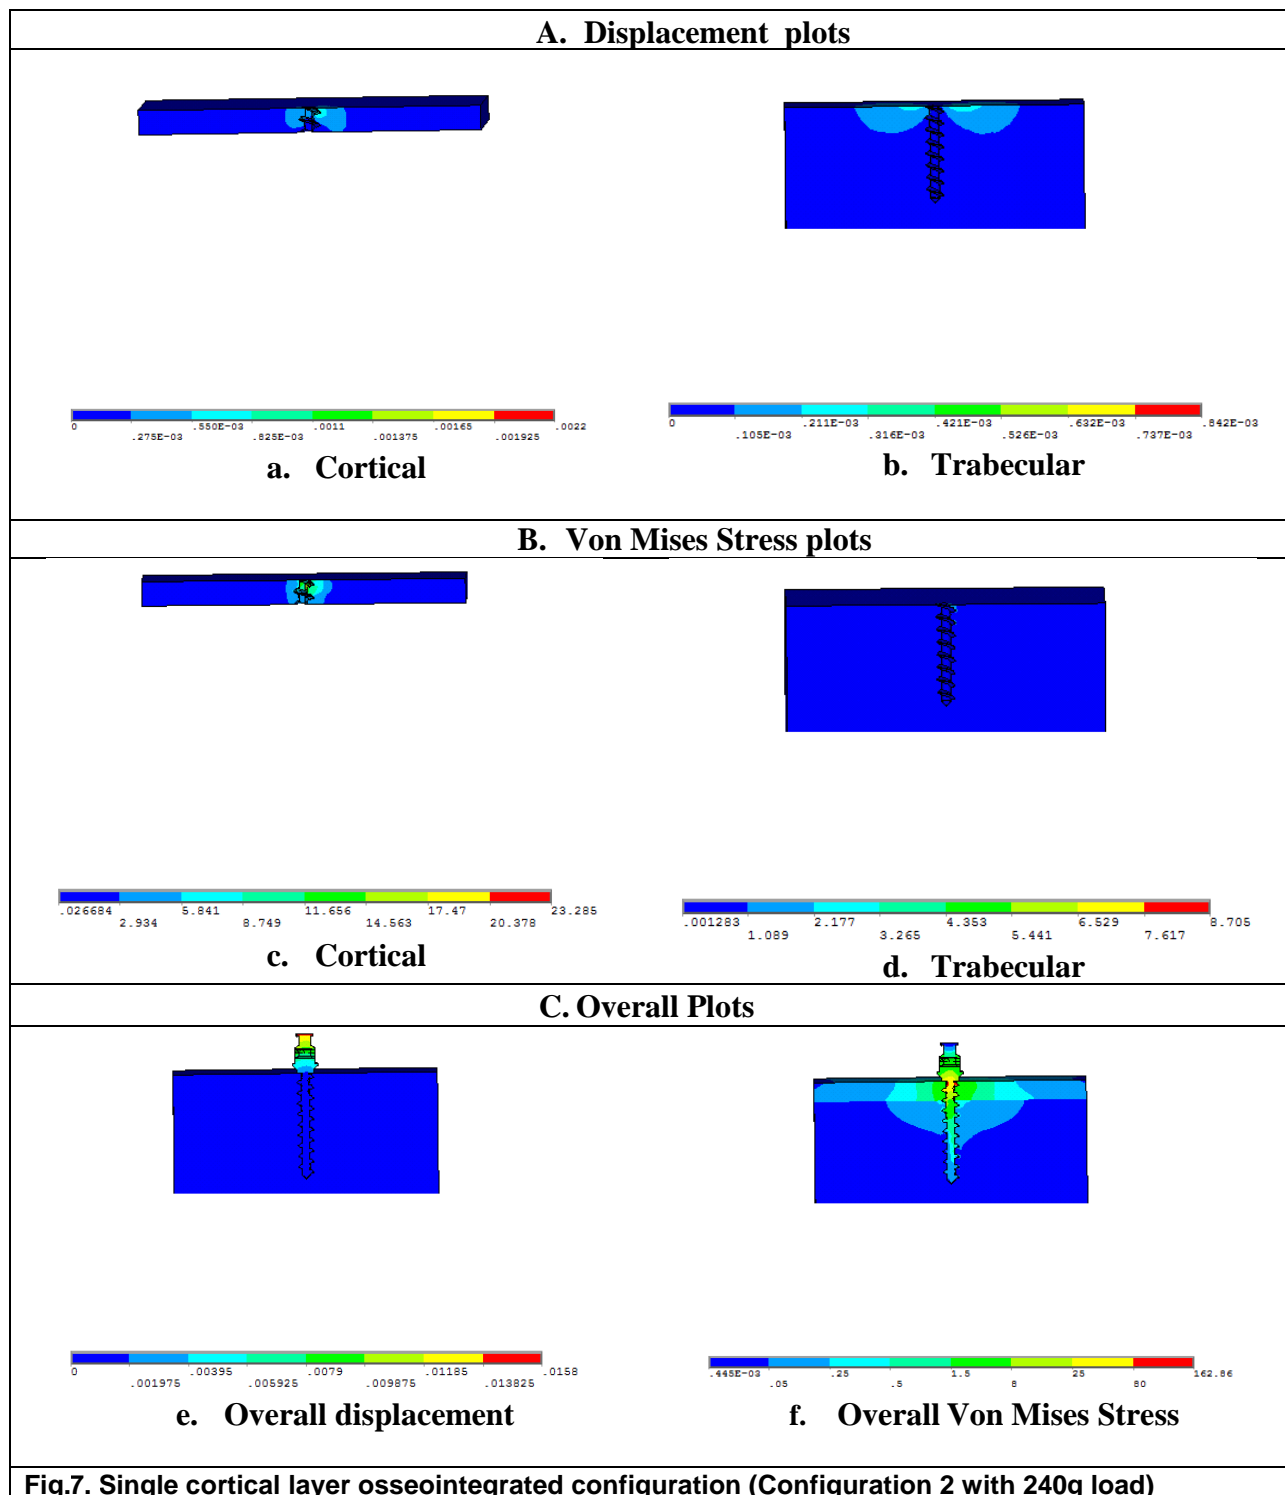 A. Displacement plots
0 .550E-03 .0011 .00165 .0022
.275E-03 .825E-03 .001375 .001925
a. Cortical
0 .211E-03 .421E-03 .632E-03 .842E-03
.105E-03 .316E-03 .526E-03 .737E-03
b. Trabecular
B. Von Mises Stress plots
.026684 5.841 11.656 17.47 23.285
2.934 8.749 14.563 20.378
c. Cortical
.001283 2.177 4.353 6.529 8.705
1.089 3.265 5.441 7.617
d. Trabecular
C. Overall Plots
0 .00395 .0079 .01185 .0158
.001975 .005925 .009875 .013825
e. Overall displacement
.445E-03 .25 1.5 25 162.86
.05 .5 80
f. Overall Von Mises Stress
Fig.7. Single cortical layer osseointegrated configuration (Configuration 2 with 240g load)